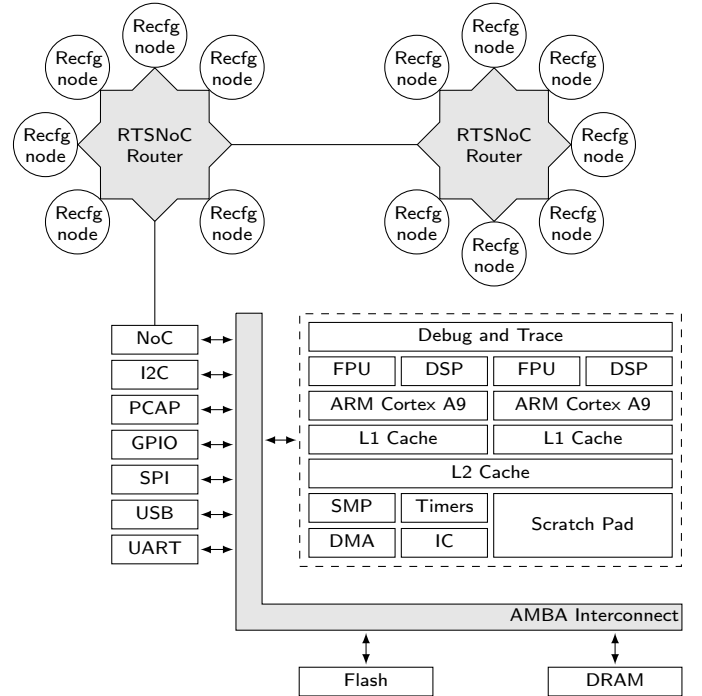 Recfg
node
Recfg
node
Recfg
node
Recfg
node
Recfg
node
Recfg
node
RTSNoC
Router
Recfg
node
Recfg
node
Recfg
node
Recfg
node
RTSNoC
Router
Recfg
node
Recfg
node
Recfg
node
Recfg
node
NoC
I2C
PCAP
GPIO
SPI
USB
UART
Debug and Trace
FPU
DSP
FPU
DSP
ARM Cortex A9
ARM Cortex A9
L1 Cache
L1 Cache
L2 Cache
SMP
Timers
Scratch Pad
DMA
IC
AMBA Interconnect
Flash
DRAM